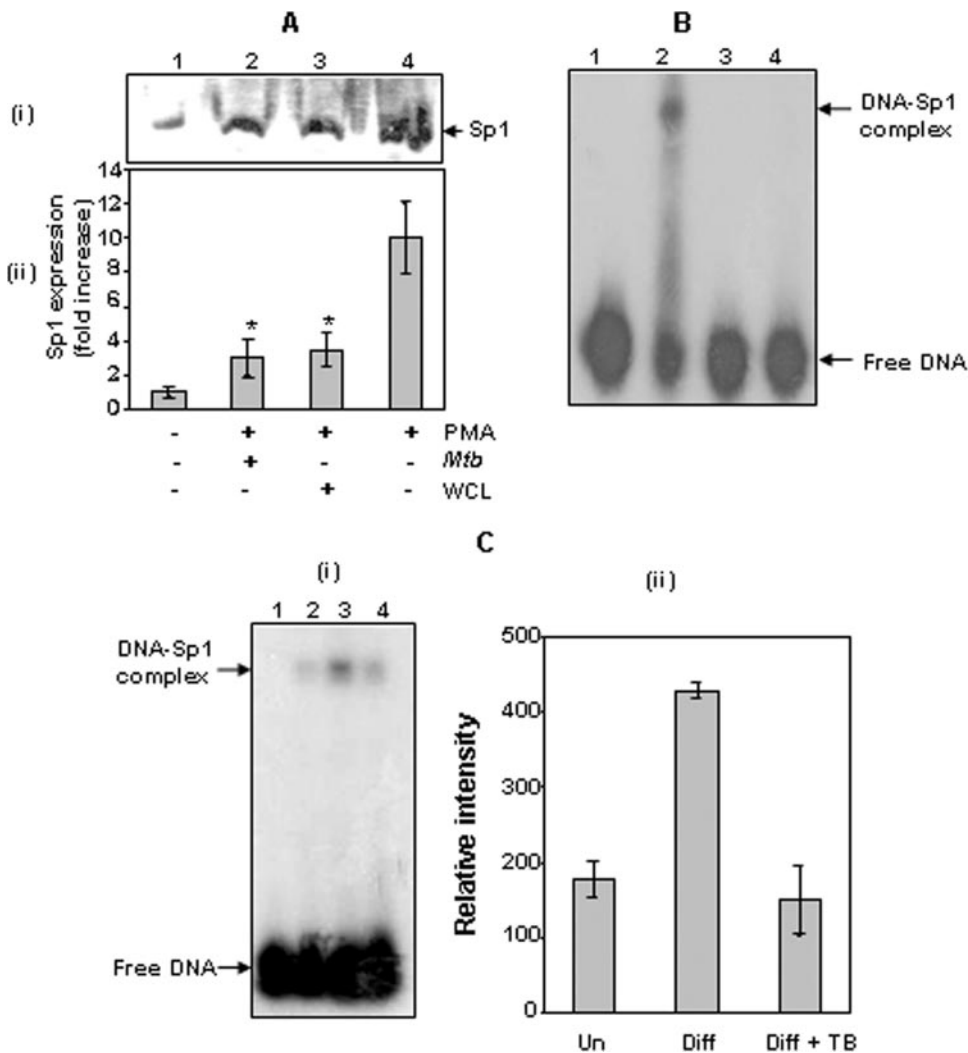 A
1 2 3 4
(i)
Sp1
(ii)
Sp1 expression
(fold increase)
14
12
10
8
6
4
2
0
* *
- + + + PMA
- + - - Mtb
- - + - WCL
B
1 2 3 4
DNA-Sp1
complex
Free DNA
C
(i)
1 2 3 4
DNA-Sp1
complex
Free DNA
(ii)
Relative intensity
500
400
300
200
100
0
Un Diff Diff + TB